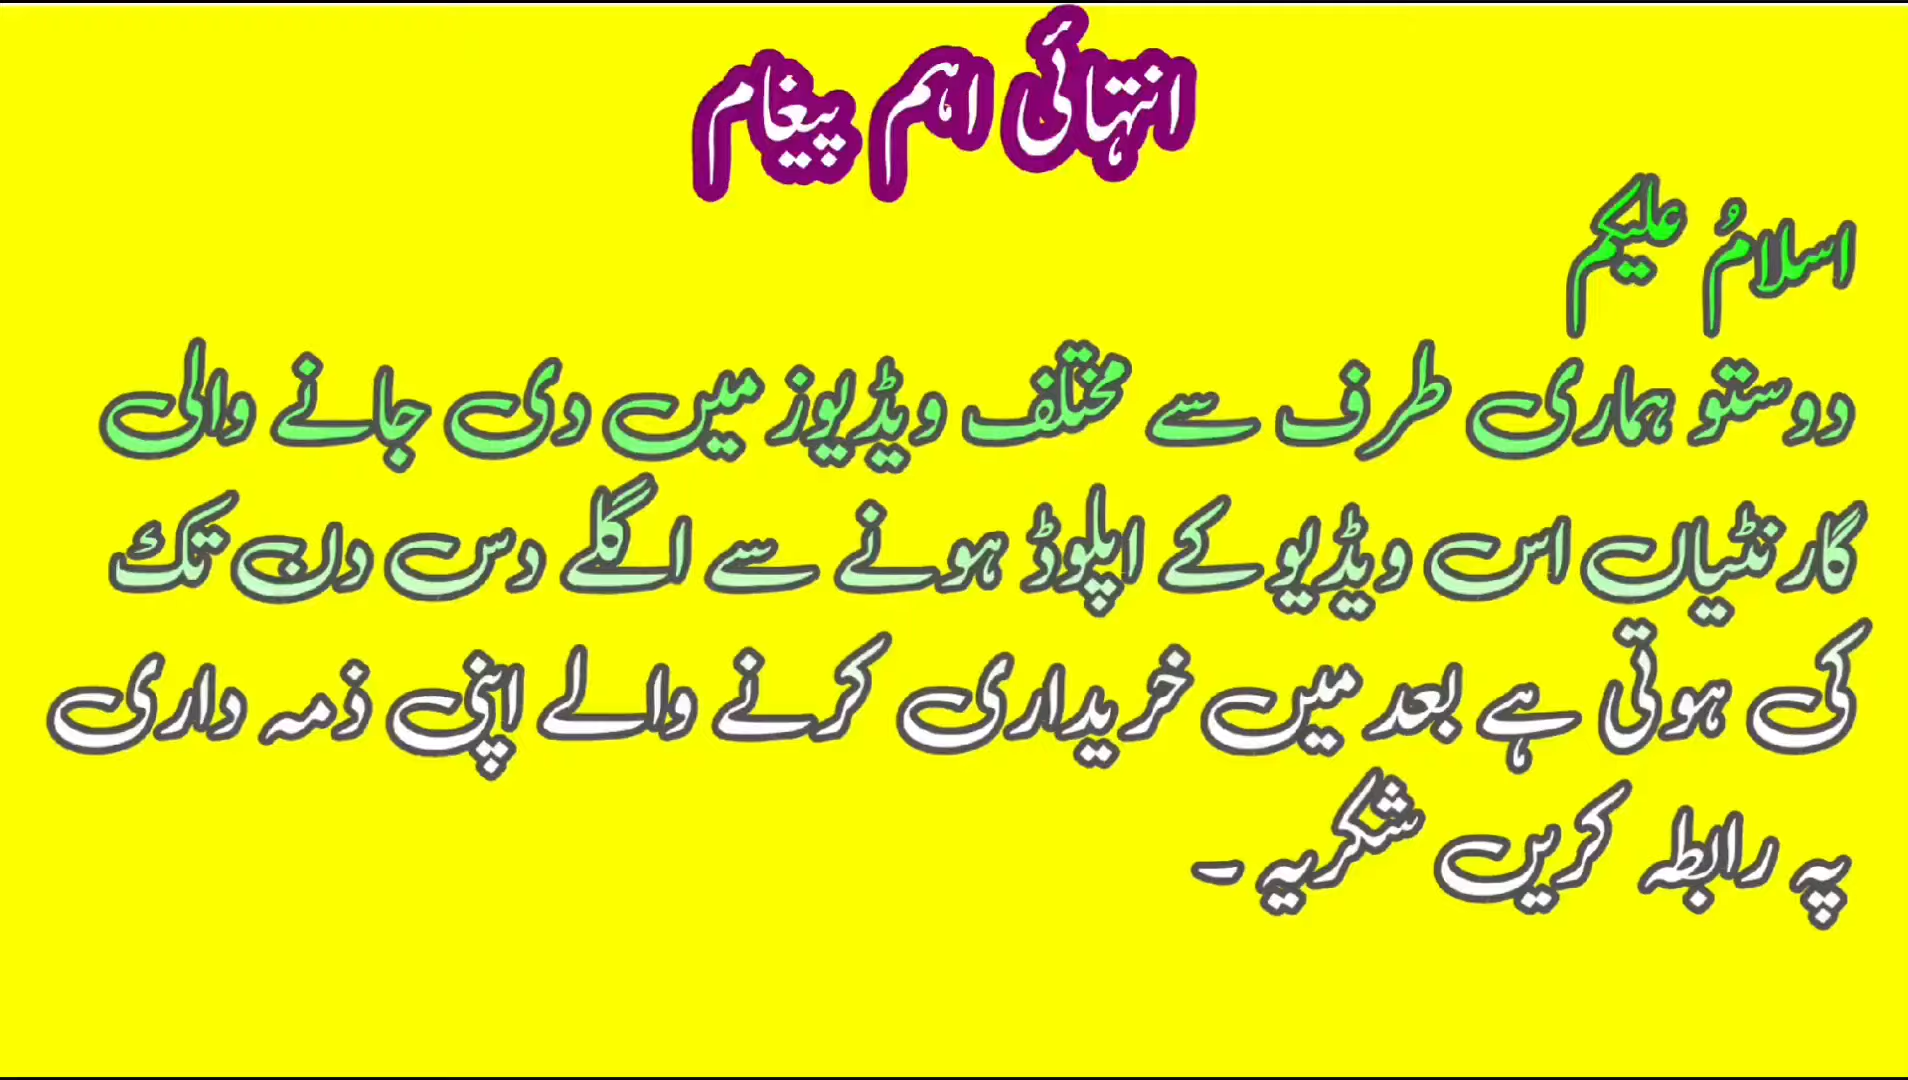 انتہائی اہم پیغام
اسلامُ علیکم
دوستو ہماری طرف سے مختلف ویڈیوز میں دی جانے والی
گارنٹیاں اس ویڈیو کے اپلوڈ ہونے سے اگلے دس دن تک
کی ہوتی ہے بعد میں خریداری کرنے والے اپنی ذمہ داری
پہ رابطہ کریں شکریہ ۔